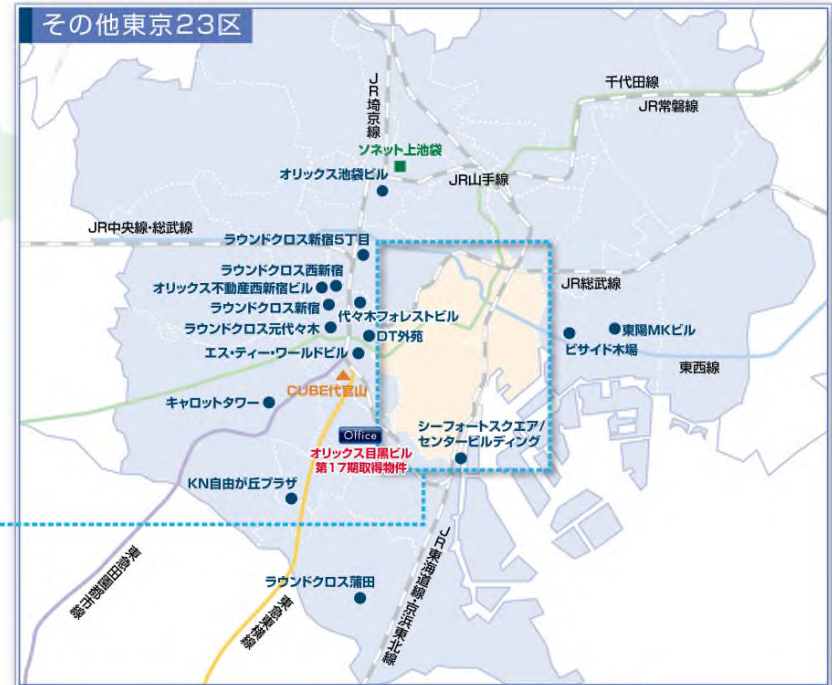 その他東京23区
JR埼京線
千代田線
JR常磐線
ソネット上池袋
オリックス池袋ビル
JR山手線
JR中央線・総武線
ラウンドクロス新宿5丁目
ラウンドクロス西新宿
オリックス不動産西新宿ビル
JR総武線
ラウンドクロス新宿
代々木フォレストビル
ラウンドクロス元代々木
DT外苑
東陽MKビル
ビサイド木場
エス・ティー・ワールドビル
東西線
CUBE代官山
キャロットタワー
シーフォートスクエア/
センタービルディング
Office
オリックス目黒ビル
第17期取得物件
KN自由が丘プラザ
東急田園都市線
東急東横線
JR東海道線・京浜東北線
ラウンドクロス蒲田